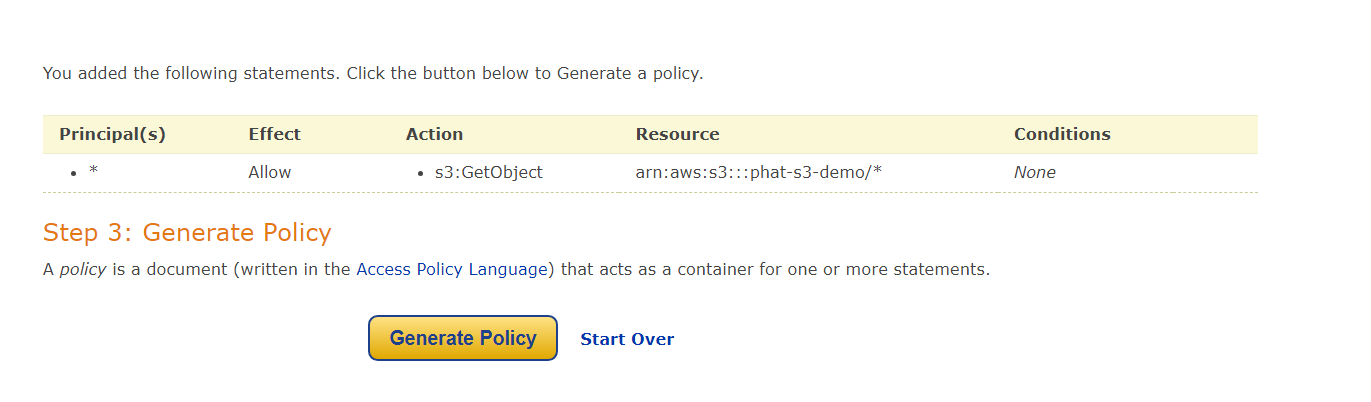 You added the following statements. Click the button below to Generate a policy.
Principal(s) Effect Action Resource Conditions
• * Allow • s3:GetObject arn:aws:s3:::phat-s3-demo/* None
Step 3: Generate Policy
A policy is a document (written in the Access Policy Language) that acts as a container for one or more statements.
Generate Policy Start Over